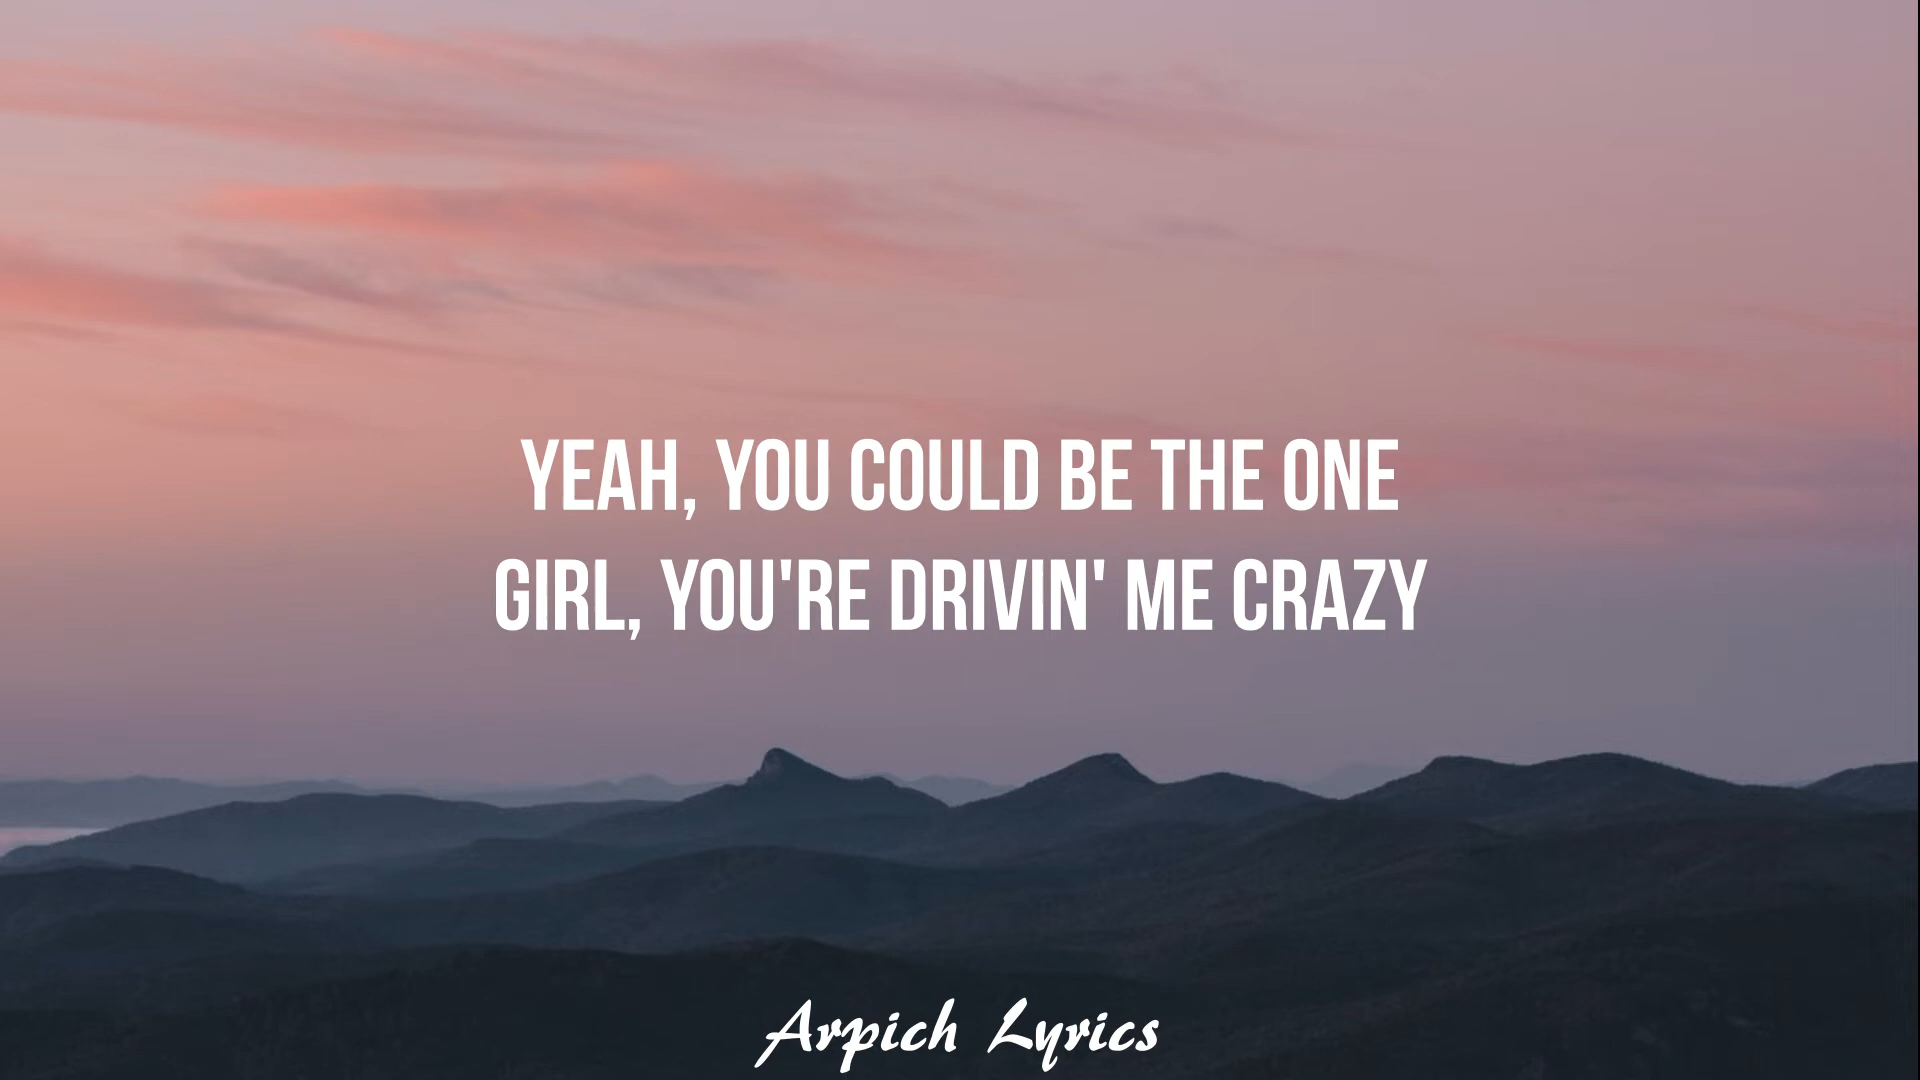 YEAH, YOU COULD BE THE ONE
GIRL, YOU'RE DRIVIN' ME CRAZY
Arpich Lyrics